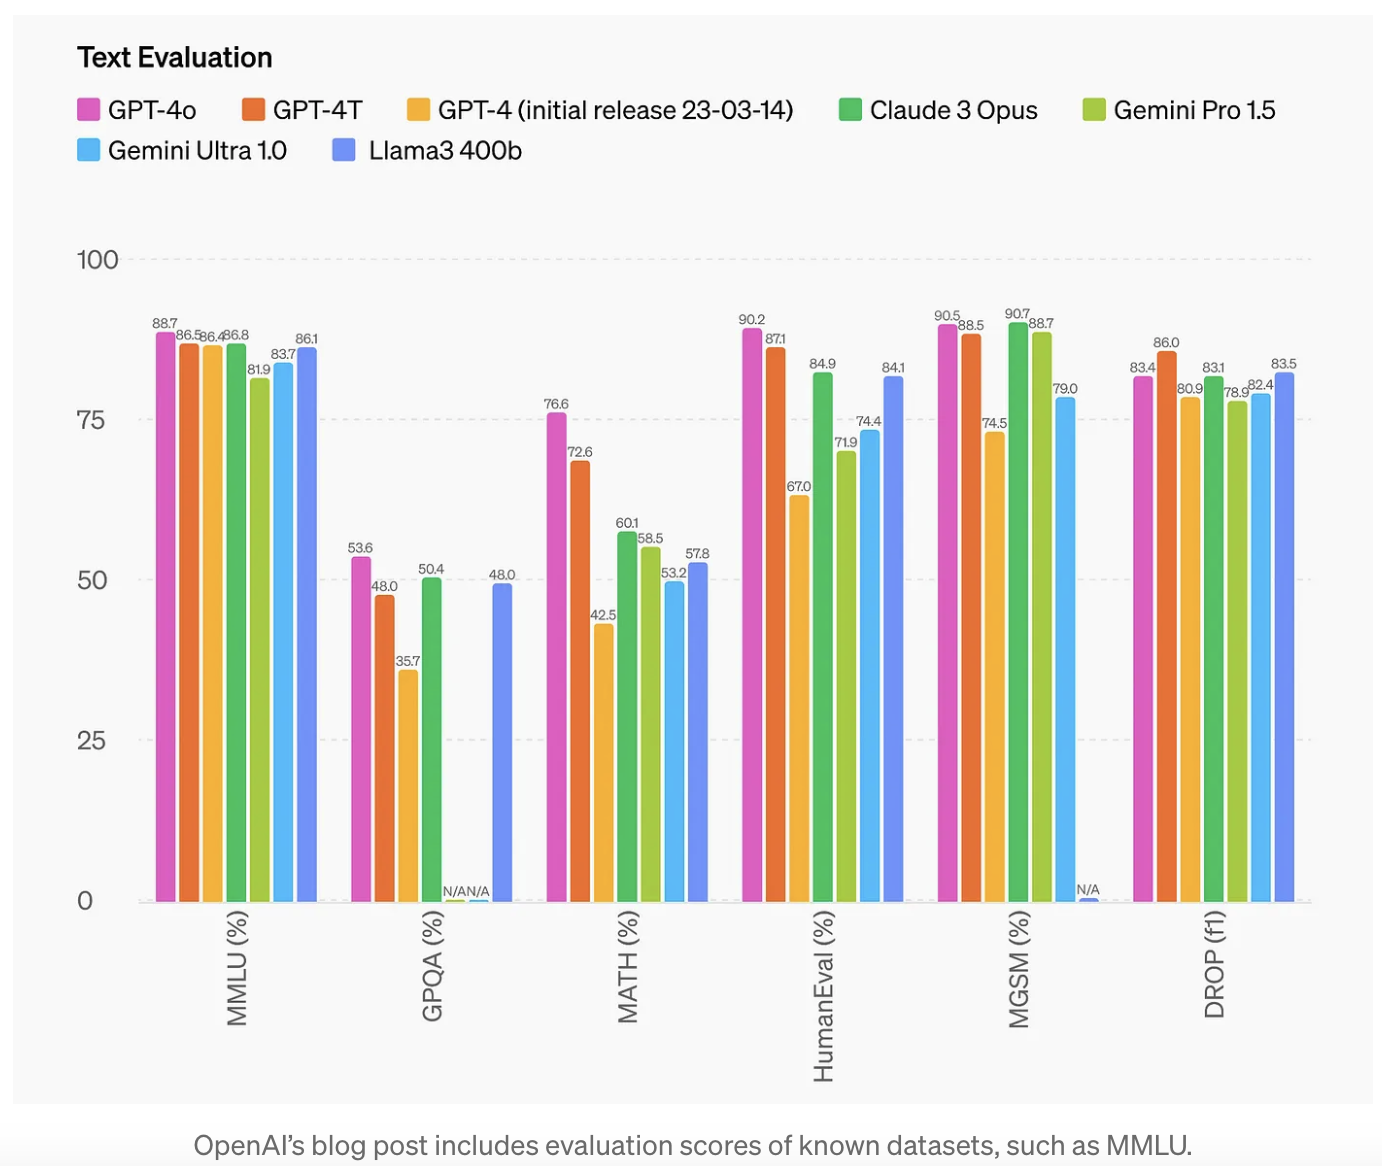 Text Evaluation
GPT-4o GPT-4T GPT-4 (initial release 23-03-14) Claude 3 Opus Gemini Pro 1.5
Gemini Ultra 1.0 Llama3 400b
100
75
50
25
0
88.7 86.5 86.4 86.8 81.9 83.7 86.1
53.6 48.0 35.7 50.4 N/A N/A 48.0
76.6 72.6 42.5 60.1 58.5 53.2 57.8
90.2 87.1 67.0 84.9 71.9 74.4 84.1
90.5 88.5 74.5 90.7 88.7 79.0 N/A
83.4 86.0 80.9 83.1 78.9 82.4 83.5
MMLU (%)
GPQA (%)
MATH (%)
HumanEval (%)
MGSM (%)
DROP (f1)
OpenAI’s blog post includes evaluation scores of known datasets, such as MMLU.